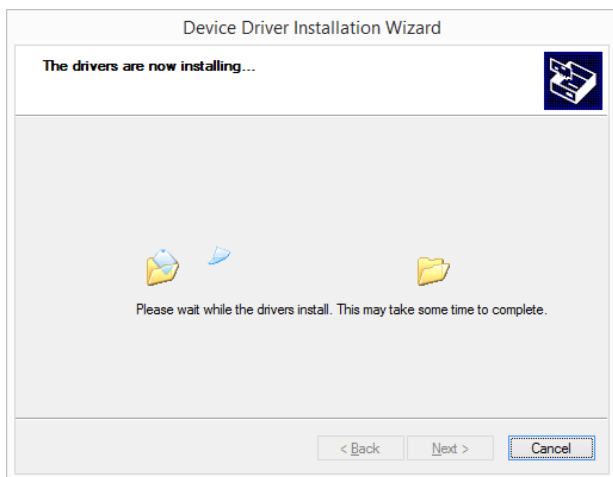 Device Driver Installation Wizard
The drivers are now installing...
Please wait while the drivers install. This may take some time to complete.
< Back Next > Cancel